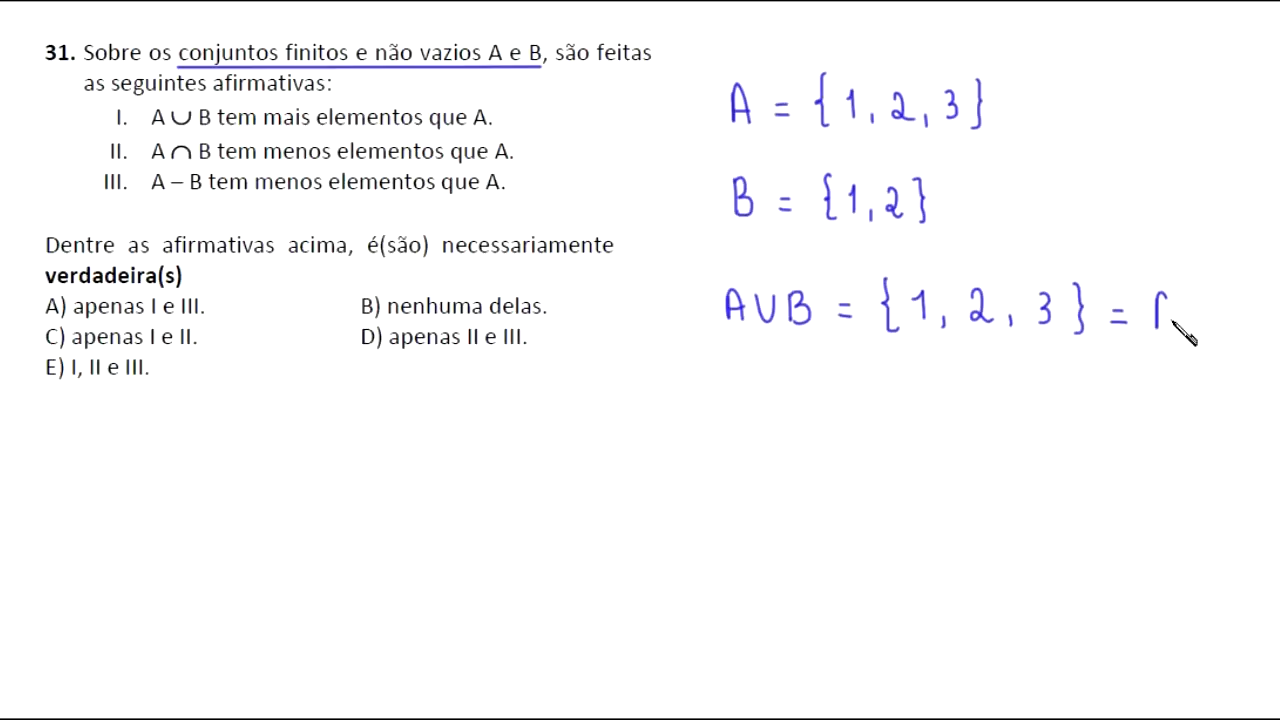 31. Sobre os conjuntos finitos e não vazios A e B, são feitas
as seguintes afirmativas:
I. A ∪ B tem mais elementos que A.
II. A ∩ B tem menos elementos que A.
III. A – B tem menos elementos que A.
Dentre as afirmativas acima, é(são) necessariamente
verdadeira(s)
A) apenas I e III. B) nenhuma delas.
C) apenas I e II. D) apenas II e III.
E) I, II e III.
A = {1, 2, 3}
B = {1, 2}
A∪B = {1, 2, 3} =